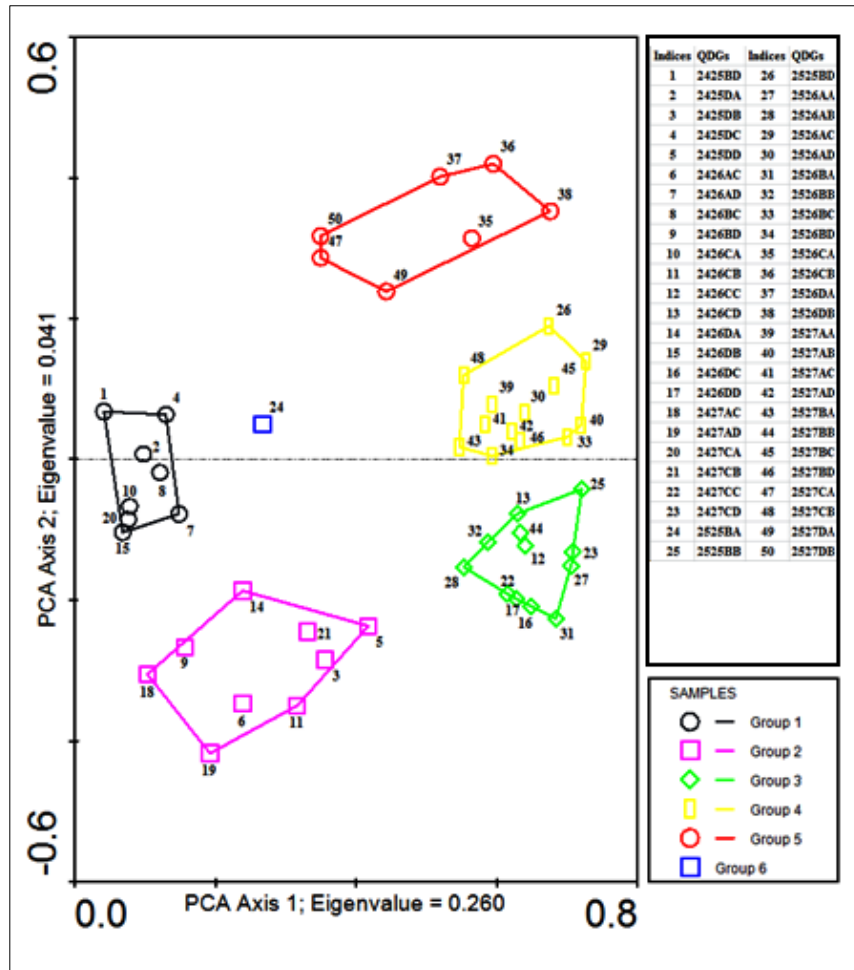 0.6
-0.6
PCA Axis 2; Eigenvalue = 0.041
0.0
PCA Axis 1; Eigenvalue = 0.260
0.8
36
37
38
50
35
47
49
26
29
48
45
39
30
40
41
42
43
46
33
34
24
1
4
2
8
10
20
7
15
25
13
44
32
12
23
28
27
22
17
16
31
14
21
5
9
3
18
6
11
19
Indices QDGs Indices QDGs
1 2425BD 26 2525BD
2 2425DA 27 2526AA
3 2425DB 28 2526AB
4 2425DC 29 2526AC
5 2425DD 30 2526AD
6 2426AC 31 2526BA
7 2426AD 32 2526BB
8 2426BC 33 2526BC
9 2426BD 34 2526BD
10 2426CA 35 2526CA
11 2426CB 36 2526CB
12 2426CC 37 2526DA
13 2426CD 38 2526DB
14 2426DA 39 2527AA
15 2426DB 40 2527AB
16 2426DC 41 2527AC
17 2426DD 42 2527AD
18 2427AC 43 2527BA
19 2427AD 44 2527BB
20 2427CA 45 2527BC
21 2427CB 46 2527BD
22 2427CC 47 2527CA
23 2427CD 48 2527CB
24 2525BA 49 2527DA
25 2525BB 50 2527DB
SAMPLES
Group 1
Group 2
Group 3
Group 4
Group 5
Group 6